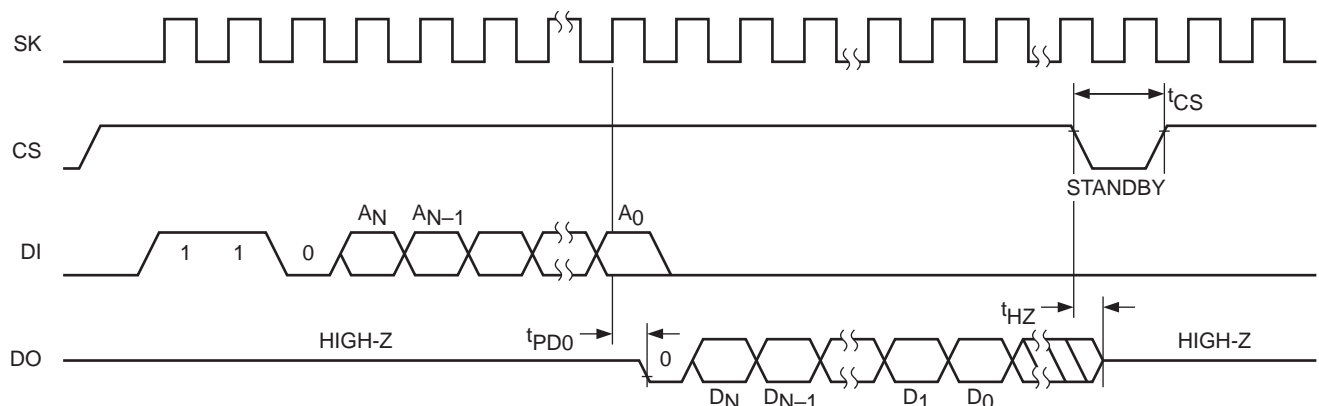 SK
tCS
CS
STANDBY
AN AN–1 A0
DI 1 1 0
tPD0 tHZ
HIGH-Z 0 HIGH-Z
DO
DN DN–1 D1 D0